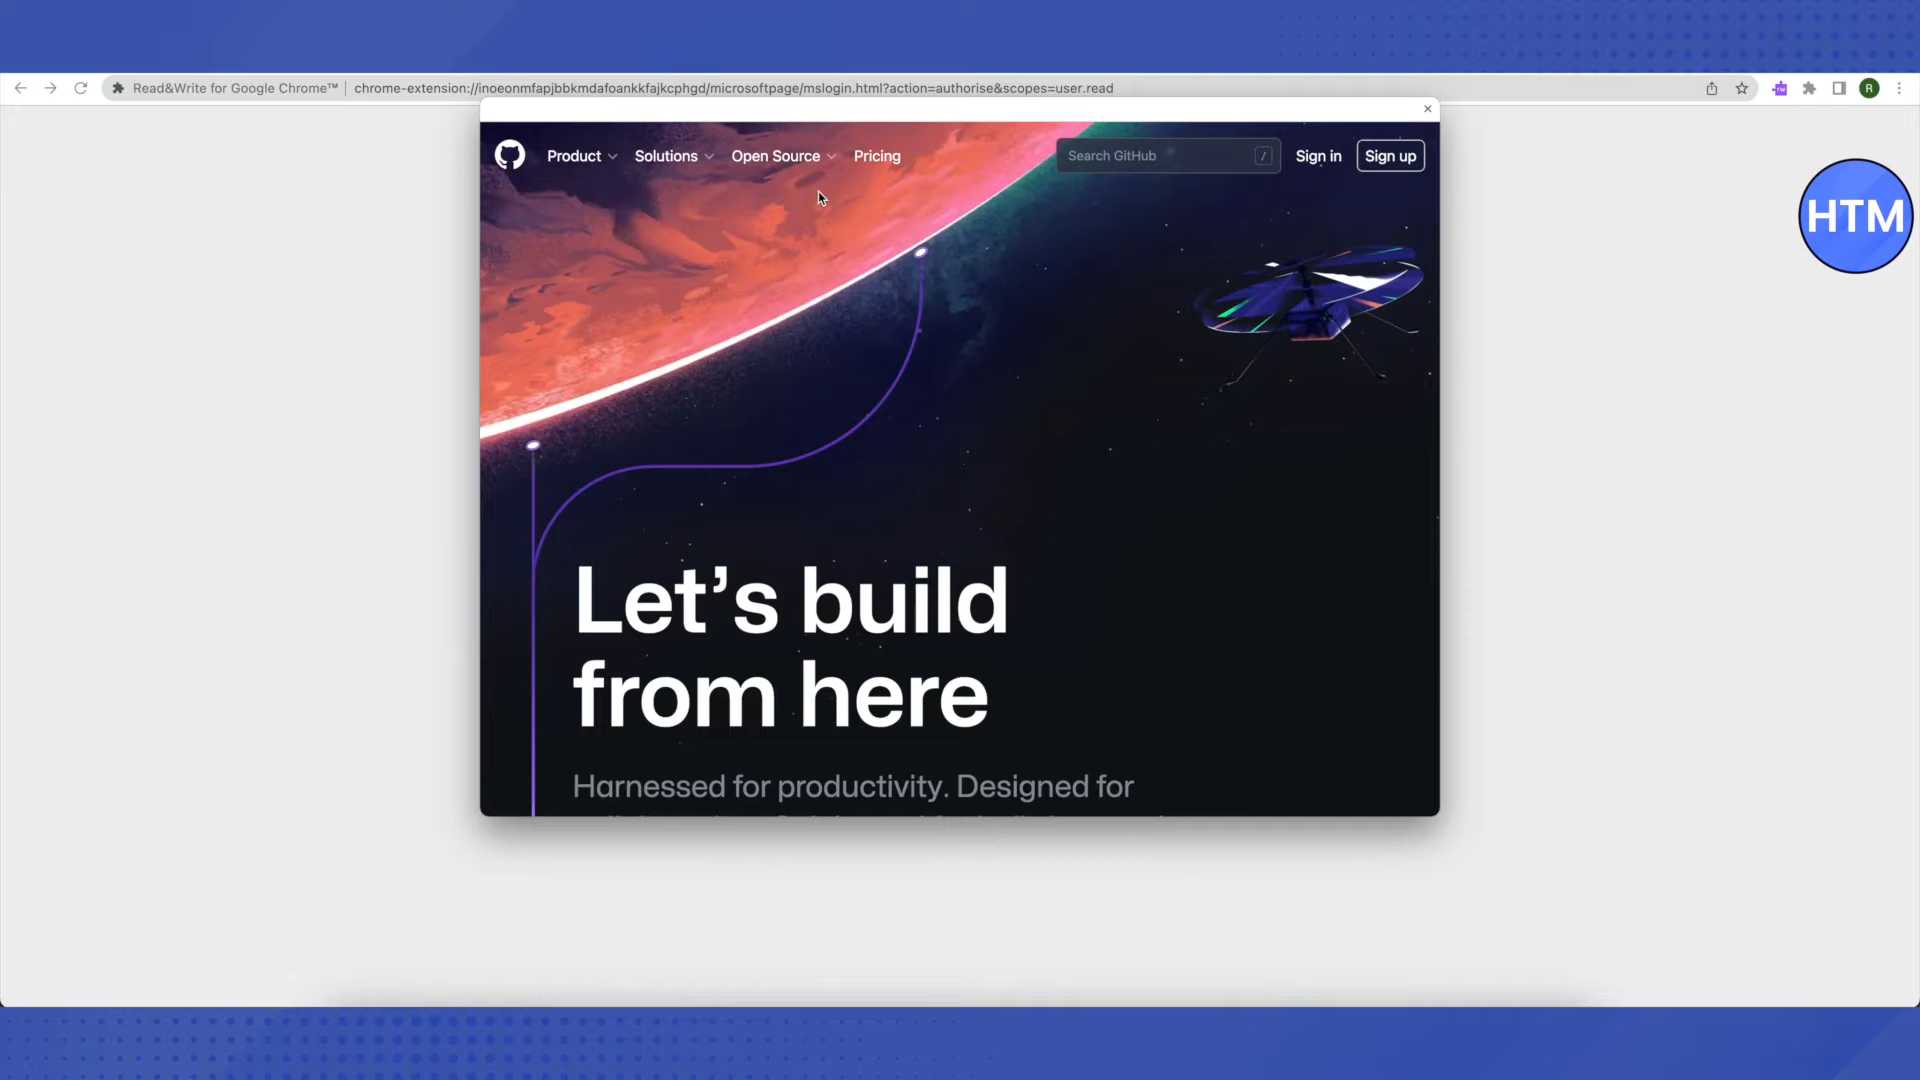 Read&Write for Google Chrome™ | chrome-extension://inoeonmfapjbbkmdafoankkfajkcphgd/microsoftpage/mslogin.html?action=authorise&scopes=user.read
R
Product Solutions Open Source Pricing Search GitHub / Sign in Sign up
HTM
Let’s build
from here
Harnessed for productivity. Designed for